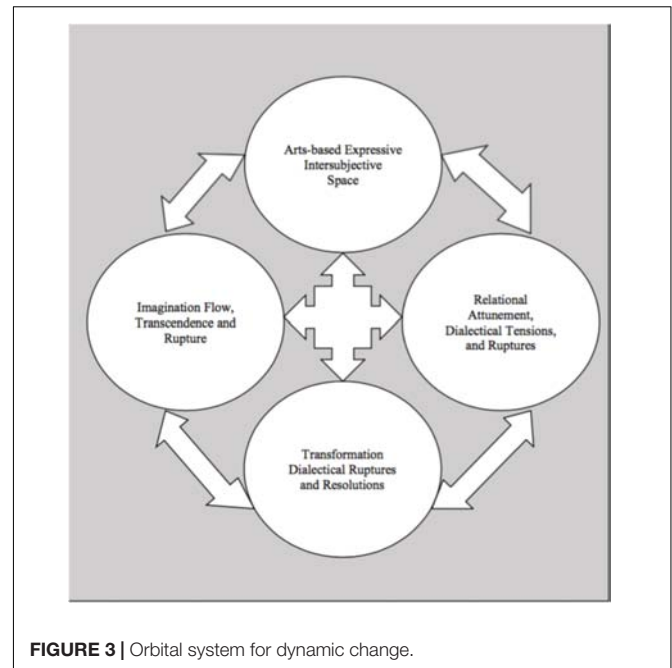 Arts-based Expressive
Intersubjective
Space
Imagination Flow,
Transcendence and
Rupture
Relational
Attunement,
Dialectical Tensions,
and Ruptures
Transformation
Dialectical Ruptures
and Resolutions
FIGURE 3 | Orbital system for dynamic change.